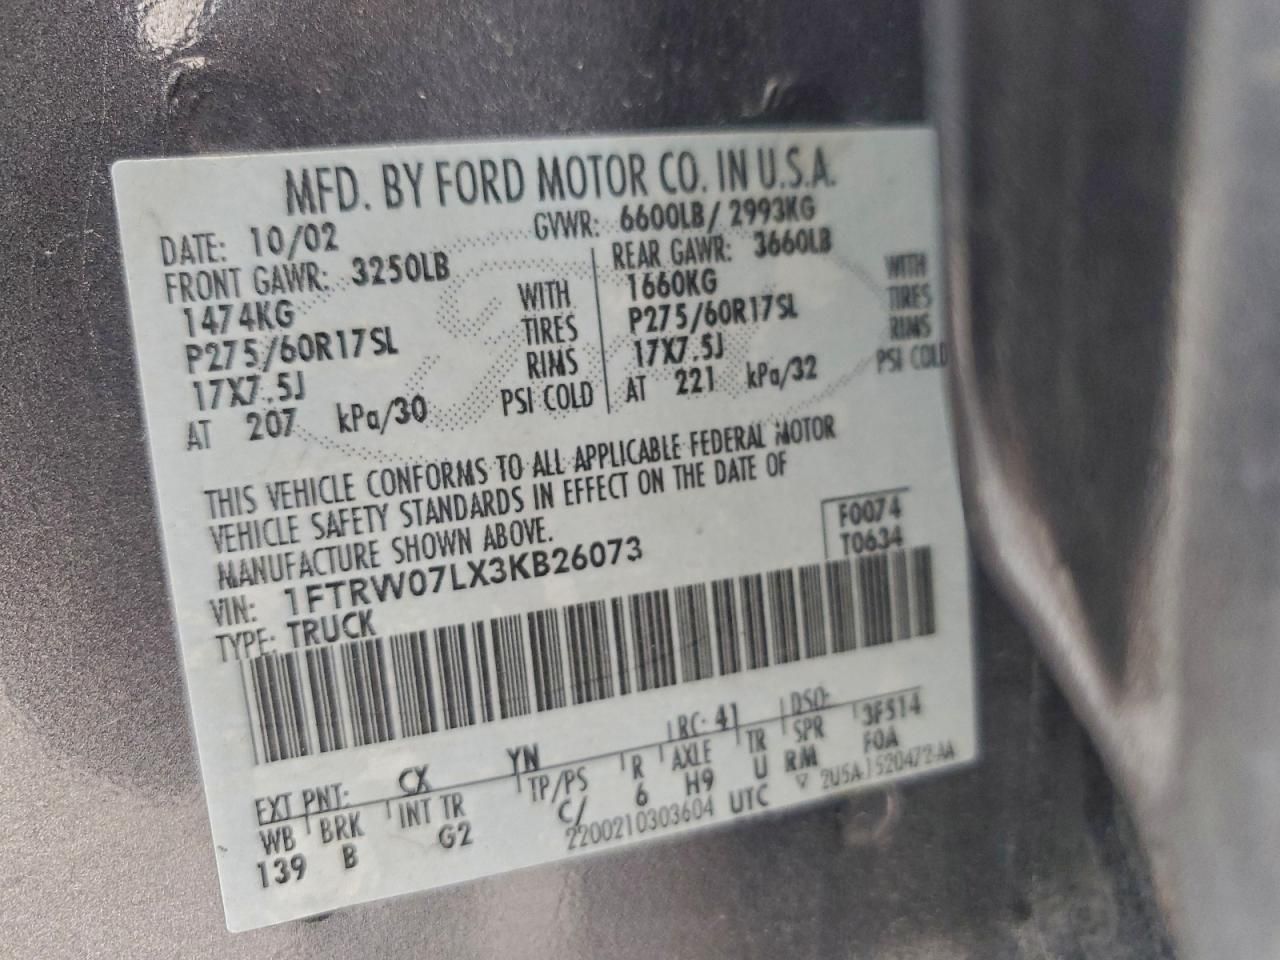 MFD. BY FORD MOTOR CO. IN U.S.A.
DATE: 10/02 GVWR: 6600LB/ 2993KG
FRONT GAWR: 3250LB REAR GAWR: 3660LB
1474KG WITH 1660KG WITH
P275/60R17SL TIRES P275/60R17SL TIRES
17X7.5J RIMS 17X7.5J RIMS
AT 207 kPa/30 PSI COLD AT 221 kPa/32 PSI COLD
THIS VEHICLE CONFORMS TO ALL APPLICABLE FEDERAL MOTOR
VEHICLE SAFETY STANDARDS IN EFFECT ON THE DATE OF
MANUFACTURE SHOWN ABOVE.
F0074
VIN: 1FTRW07LX3KB26073 T0634
TYPE: TRUCK
EXT PNT: CX YN RC: 41 DSO: 3F514
WB BRK INT TR TP/PS R AXLE TR SPR F0A
139 B G2 C/ 6 H9 U RM
2200210303604 UTC ▽ 2U5A-1520472-AA